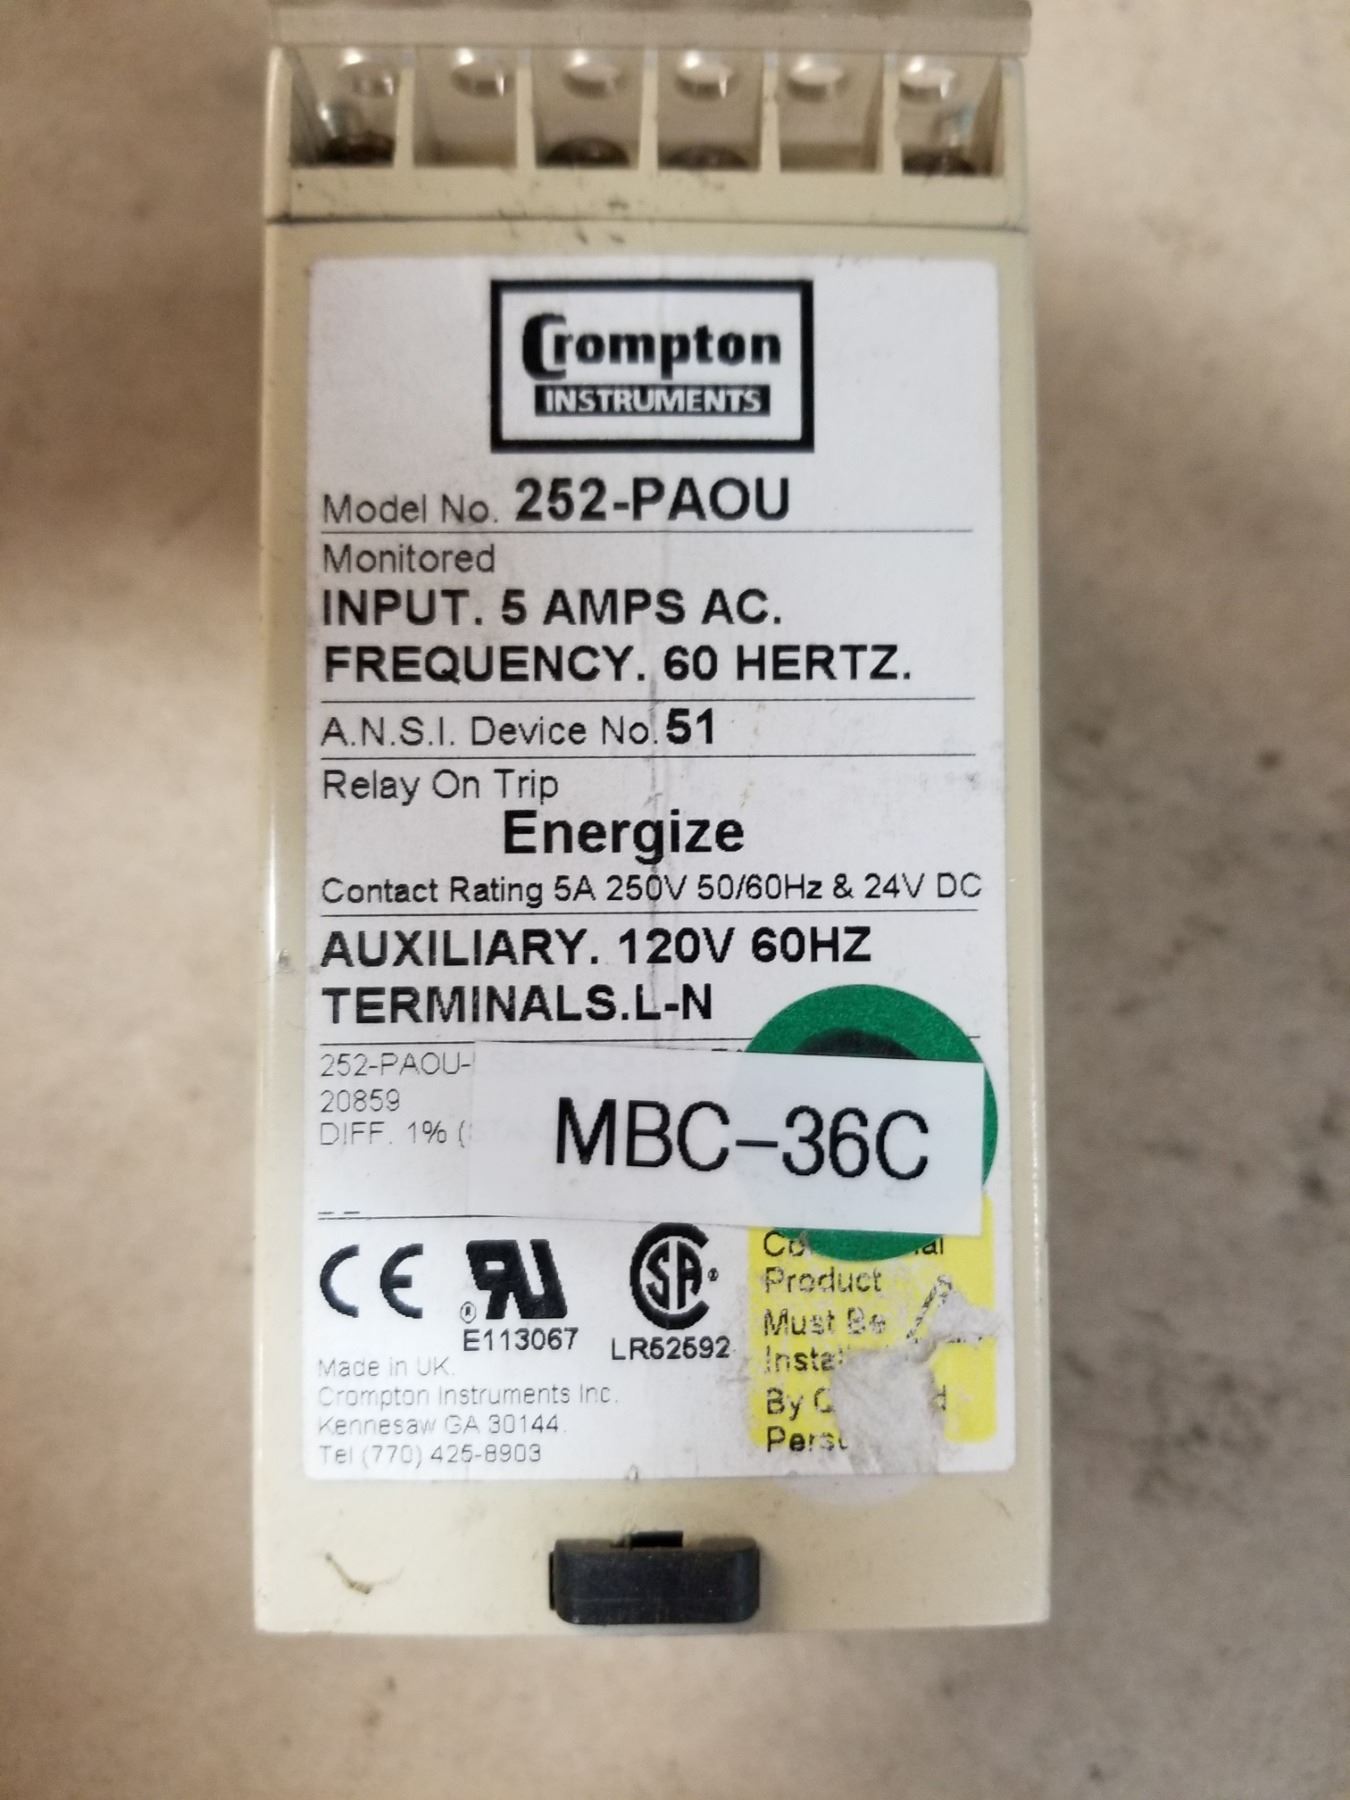 Crompton
INSTRUMENTS
Model No. 252-PAOU
Monitored
INPUT. 5 AMPS AC.
FREQUENCY. 60 HERTZ.
A.N.S.I. Device No. 51
Relay On Trip
Energize
Contact Rating 5A 250V 50/60Hz & 24V DC
AUXILIARY. 120V 60HZ
TERMINALS.L-N
252-PAOU-
20859
DIFF. 1% (
MBC-36C
CE
E113067
LR52592
Product
Must Be
By
Made in UK.
Crompton Instruments Inc.
Kennesaw GA 30144.
Tel (770) 425-8903